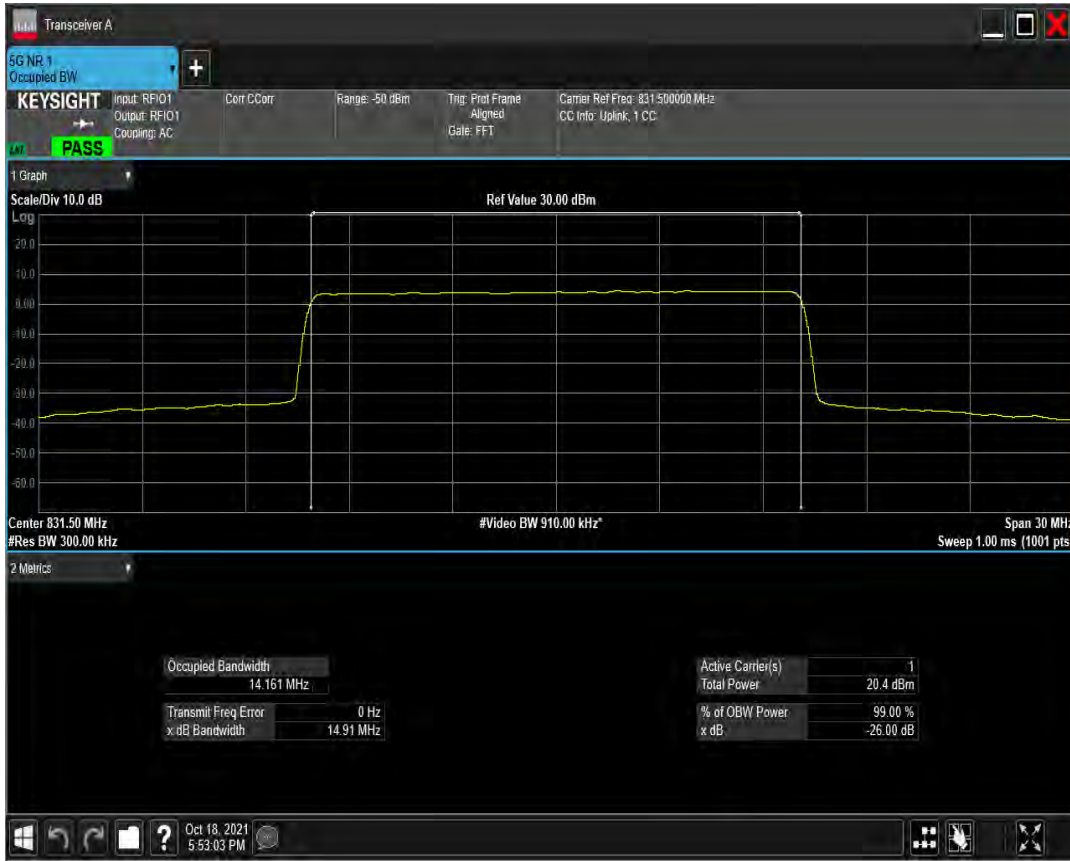 Transceiver A
5G NR 1
Occupied BW
+
KEYSIGHT
Input: RFIO1
Output: RFIO1
Coupling: AC
Corr CCorr
Range: -50 dBm
Trig: Prot Frame
Aligned
Gate: FFT
Carrier Ref Freq: 831.500000 MHz
CC Info: Uplink, 1 CC
PASS
1 Graph
Scale/Div 10.0 dB
Ref Value 30.00 dBm
Log
20.0
10.0
0.00
-10.0
-20.0
-30.0
-40.0
-50.0
-60.0
Center 831.50 MHz
#Video BW 910.00 kHz*
Span 30 MHz
#Res BW 300.00 kHz
Sweep 1.00 ms (1001 pts
2 Metrics
Occupied Bandwidth
14.161 MHz
Transmit Freq Error 0 Hz
x dB Bandwidth 14.91 MHz
Active Carrier(s) 1
Total Power 20.4 dBm
% of OBW Power 99.00 %
x dB -26.00 dB
?
Oct 18, 2021
5:53:03 PM